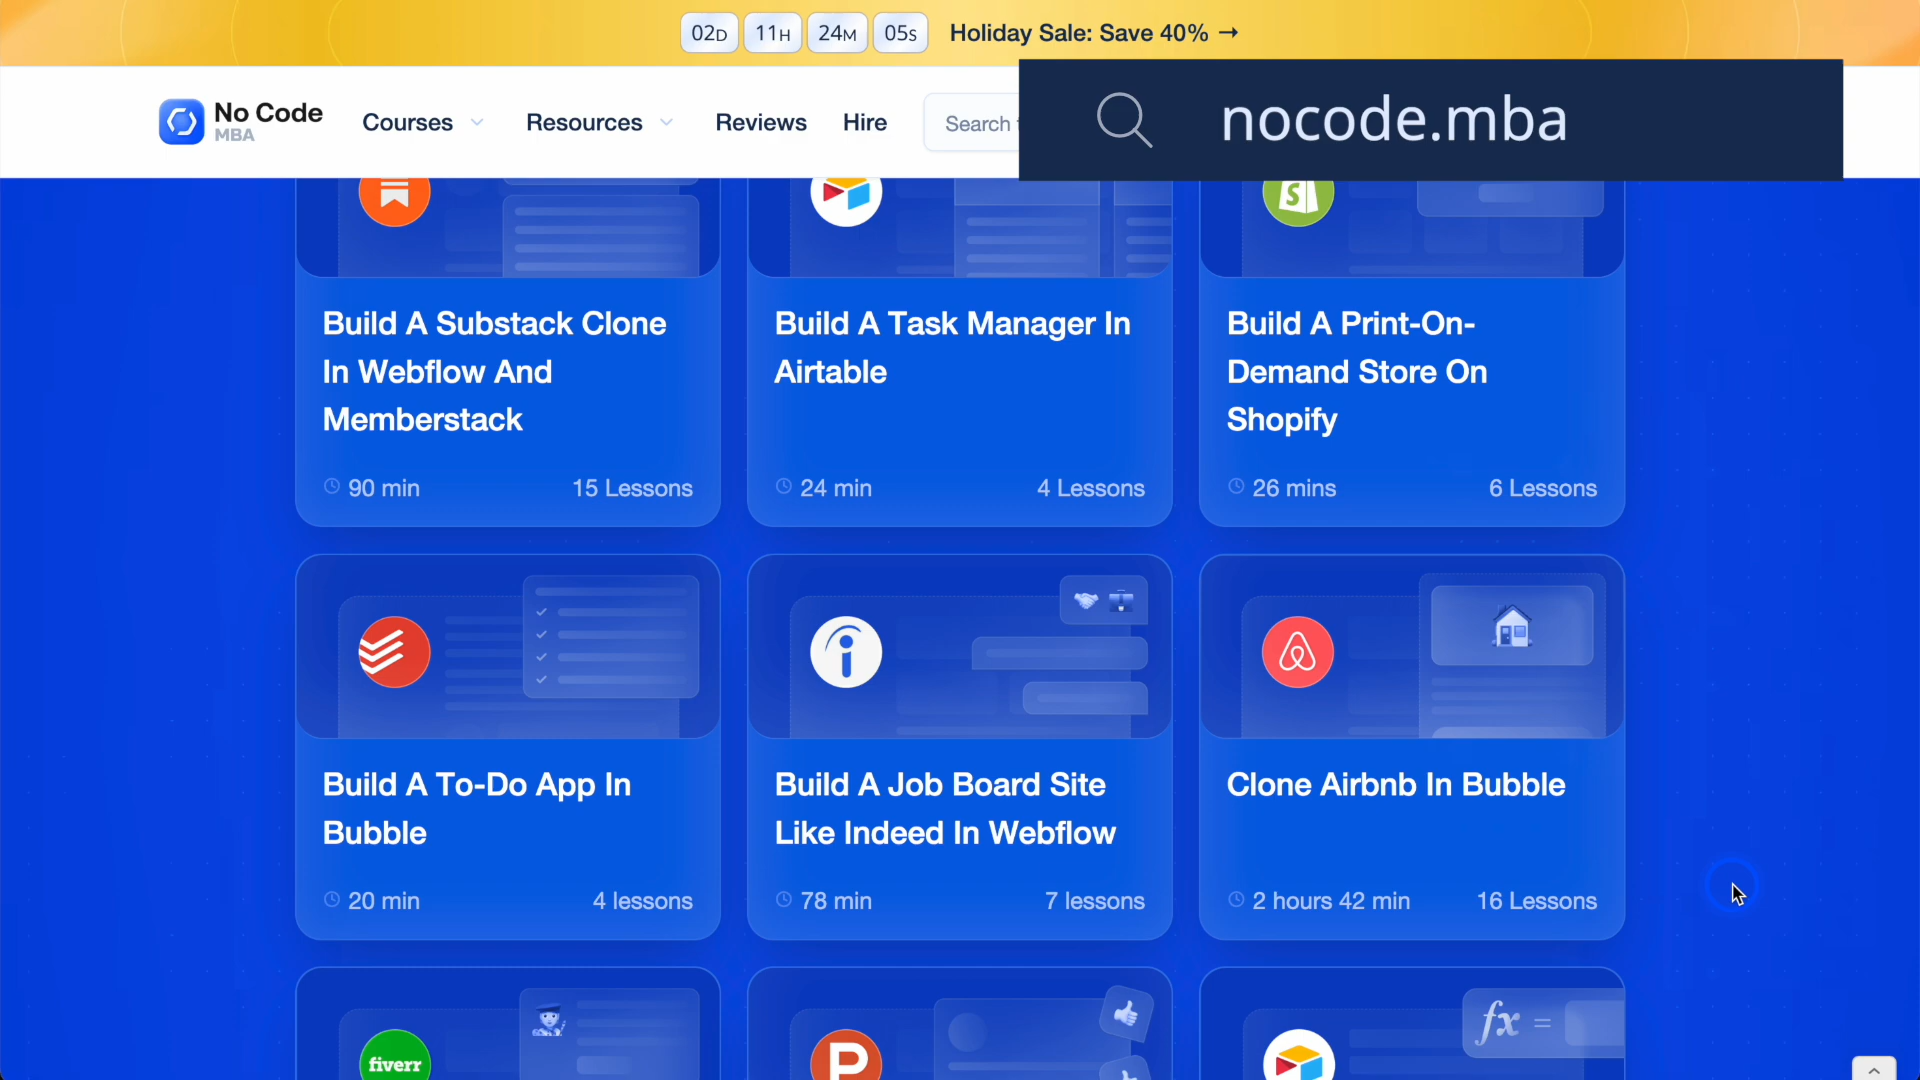 02D 11H 24M 05S Holiday Sale: Save 40% →
No Code
MBA
Courses Resources Reviews Hire Search
nocode.mba
Build A Substack Clone
In Webflow And
Memberstack
90 min 15 Lessons
Build A Task Manager In
Airtable
24 min 4 Lessons
Build A Print-On-
Demand Store On
Shopify
26 mins 6 Lessons
Build A To-Do App In
Bubble
20 min 4 lessons
Build A Job Board Site
Like Indeed In Webflow
78 min 7 lessons
Clone Airbnb In Bubble
2 hours 42 min 16 Lessons
fiverr
P
fx =